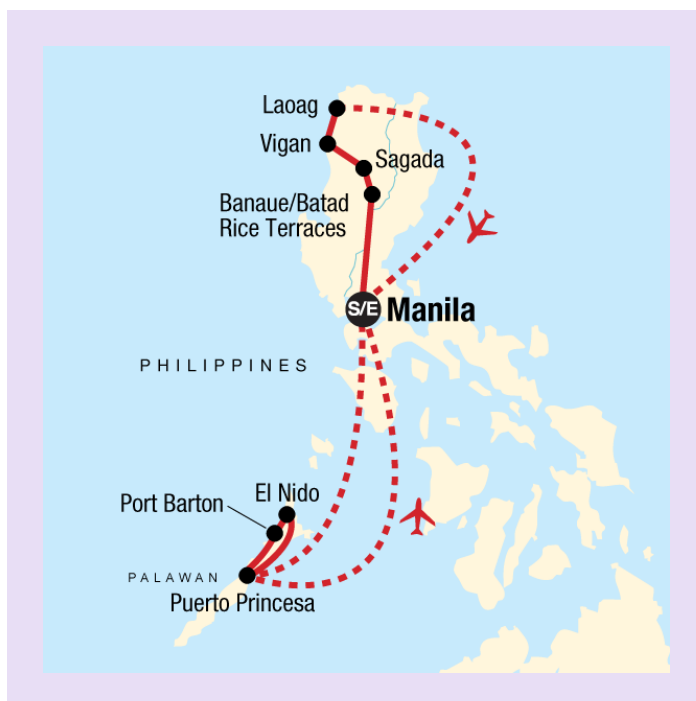 Laoag
Vigan
Sagada
Banaue/Batad
Rice Terraces
S/E Manila
PHILIPPINES
El Nido
Port Barton
PALAWAN
Puerto Princesa